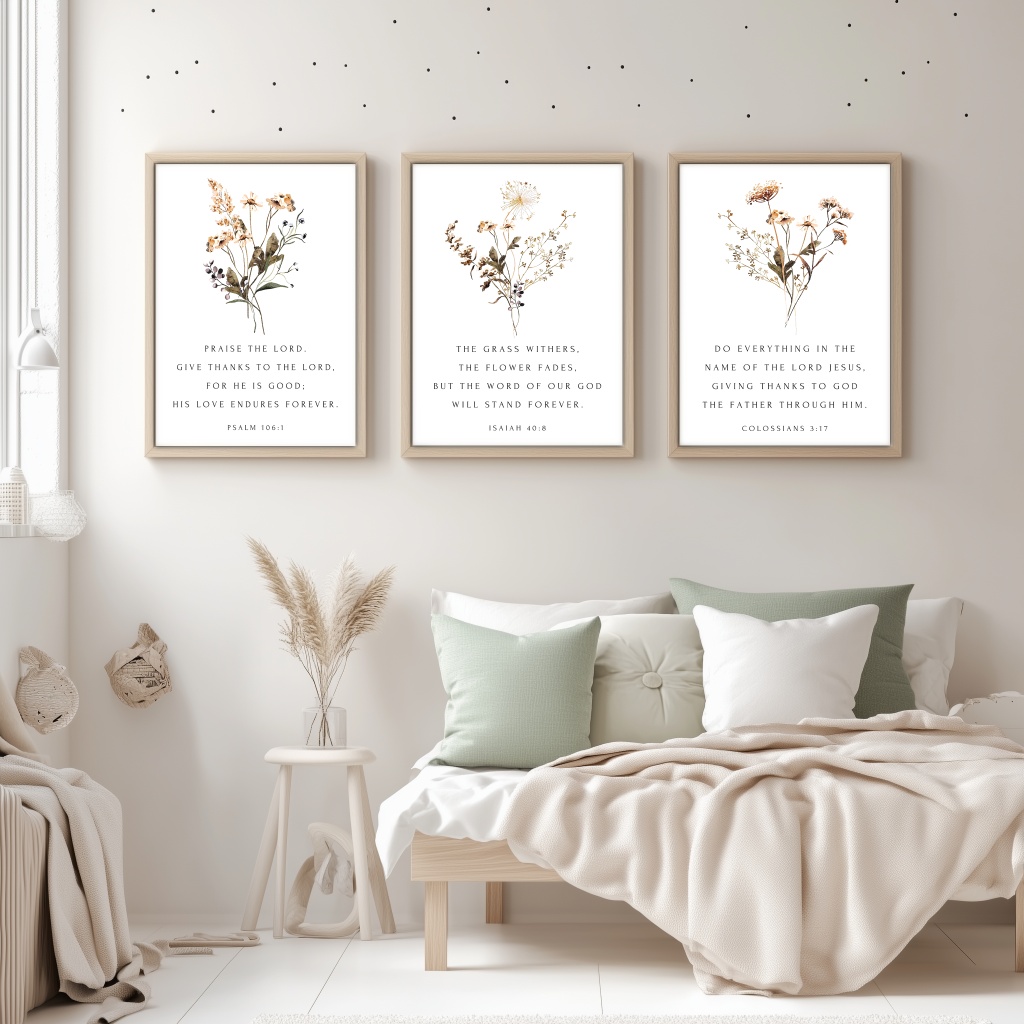 PRAISE THE LORD.
GIVE THANKS TO THE LORD,
FOR HE IS GOOD;
HIS LOVE ENDURES FOREVER.
PSALM 106:1
THE GRASS WITHERS,
THE FLOWER FADES,
BUT THE WORD OF OUR GOD
WILL STAND FOREVER.
ISAIAH 40:8
DO EVERYTHING IN THE
NAME OF THE LORD JESUS,
GIVING THANKS TO GOD
THE FATHER THROUGH HIM.
COLOSSIANS 3:17